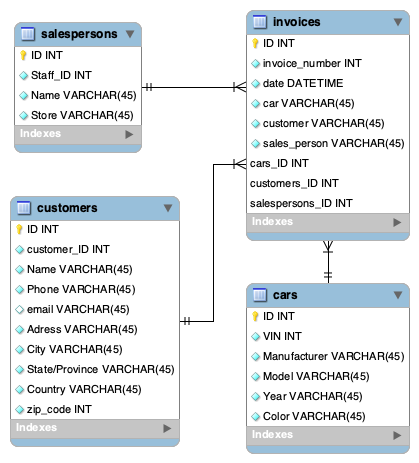 salespersons
ID INT
Staff_ID INT
Name VARCHAR(45)
Store VARCHAR(45)
Indexes
invoices
ID INT
invoice_number INT
date DATETIME
car VARCHAR(45)
customer VARCHAR(45)
sales_person VARCHAR(45)
cars_ID INT
customers_ID INT
salespersons_ID INT
Indexes
customers
ID INT
customer_ID INT
Name VARCHAR(45)
Phone VARCHAR(45)
email VARCHAR(45)
Adress VARCHAR(45)
City VARCHAR(45)
State/Province VARCHAR(45)
Country VARCHAR(45)
zip_code INT
Indexes
cars
ID INT
VIN INT
Manufacturer VARCHAR(45)
Model VARCHAR(45)
Year VARCHAR(45)
Color VARCHAR(45)
Indexes